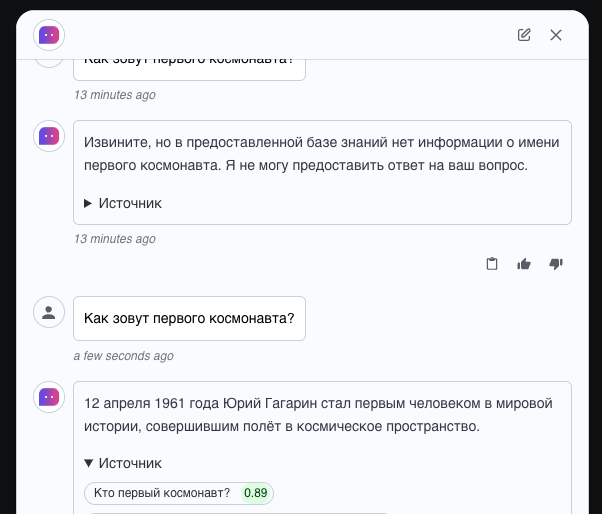 Как зовут первого космонавта?
13 minutes ago
Извините, но в предоставленной базе знаний нет информации о имени
первого космонавта. Я не могу предоставить ответ на ваш вопрос.
Источник
13 minutes ago
Как зовут первого космонавта?
a few seconds ago
12 апреля 1961 года Юрий Гагарин стал первым человеком в мировой
истории, совершившим полёт в космическое пространство.
Источник
Кто первый космонавт? 0.89